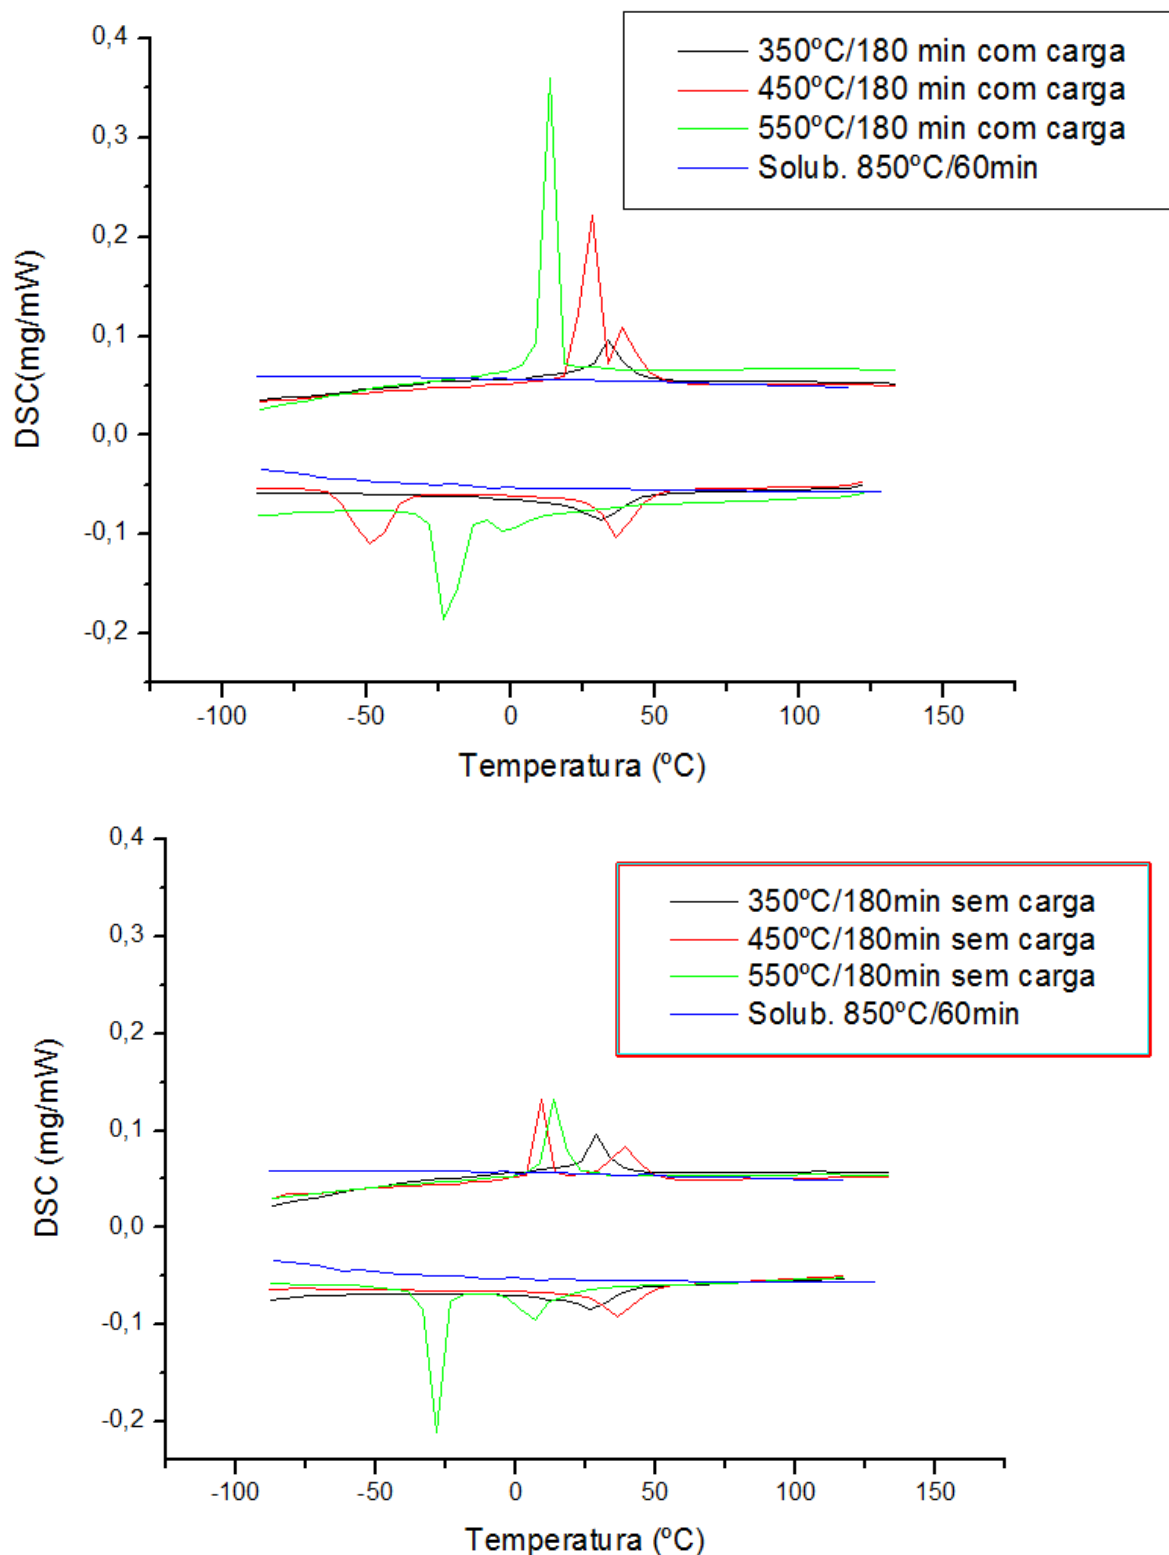 0,4
0,3
0,2
0,1
0,0
-0,1
-0,2
DSC(mg/mW)
350ºC/180 min com carga
450ºC/180 min com carga
550ºC/180 min com carga
Solub. 850ºC/60min
-100 -50 0 50 100 150
Temperatura (ºC)
0,4
0,3
0,2
0,1
0,0
-0,1
-0,2
DSC (mg/mW)
350ºC/180min sem carga
450ºC/180min sem carga
550ºC/180min sem carga
Solub. 850ºC/60min
-100 -50 0 50 100 150
Temperatura (ºC)